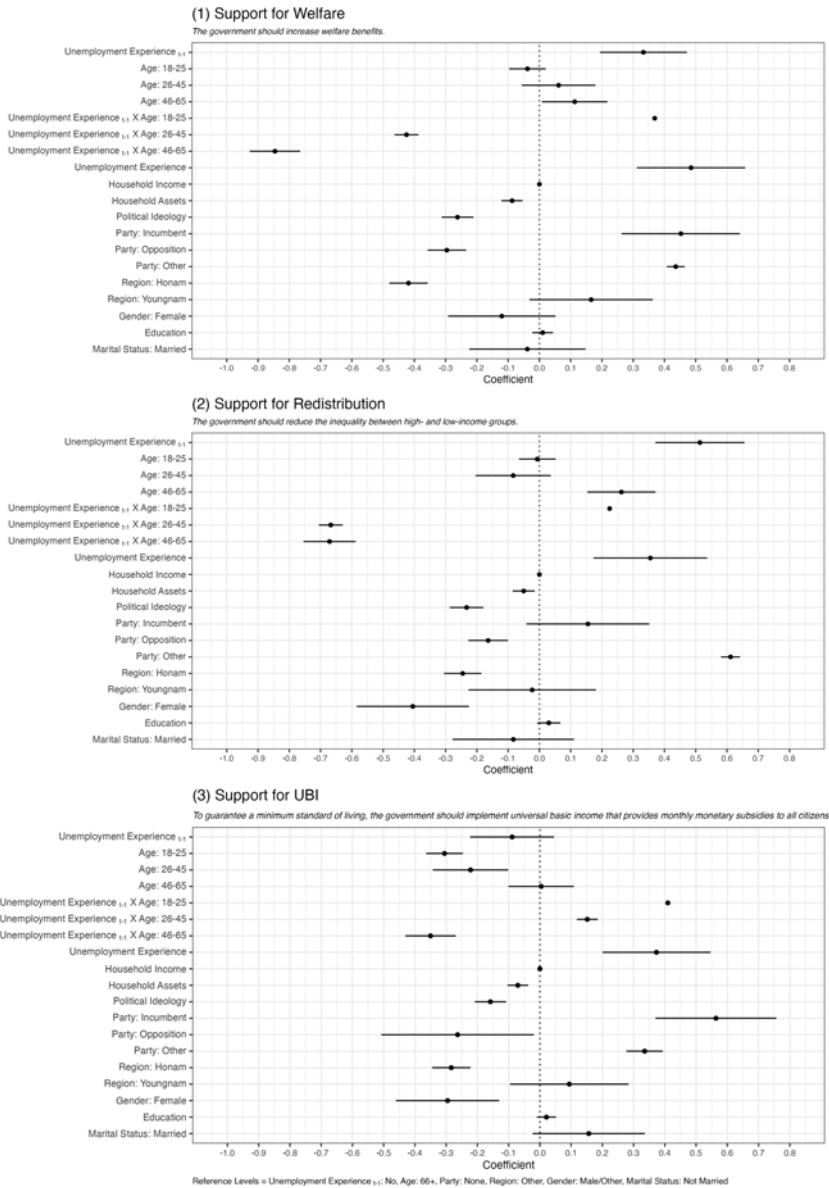 (1) Support for Welfare
The government should increase welfare benefits.
Unemployment Experience t-1
Age: 18-25
Age: 26-45
Age: 46-65
Unemployment Experience t-1 X Age: 18-25
Unemployment Experience t-1 X Age: 26-45
Unemployment Experience t-1 X Age: 46-65
Unemployment Experience
Household Income
Household Assets
Political Ideology
Party: Incumbent
Party: Opposition
Party: Other
Region: Honam
Region: Youngnam
Gender: Female
Education
Marital Status: Married
-1.0 -0.9 -0.8 -0.7 -0.6 -0.5 -0.4 -0.3 -0.2 -0.1 0.0 0.1 0.2 0.3 0.4 0.5 0.6 0.7 0.8
Coefficient
(2) Support for Redistribution
The government should reduce the inequality between high- and low-income groups.
Unemployment Experience t-1
Age: 18-25
Age: 26-45
Age: 46-65
Unemployment Experience t-1 X Age: 18-25
Unemployment Experience t-1 X Age: 26-45
Unemployment Experience t-1 X Age: 46-65
Unemployment Experience
Household Income
Household Assets
Political Ideology
Party: Incumbent
Party: Opposition
Party: Other
Region: Honam
Region: Youngnam
Gender: Female
Education
Marital Status: Married
-1.0 -0.9 -0.8 -0.7 -0.6 -0.5 -0.4 -0.3 -0.2 -0.1 0.0 0.1 0.2 0.3 0.4 0.5 0.6 0.7 0.8
Coefficient
(3) Support for UBI
To guarantee a minimum standard of living, the government should implement universal basic income that provides monthly monetary subsidies to all citizens
Unemployment Experience t-1
Age: 18-25
Age: 26-45
Age: 46-65
Unemployment Experience t-1 X Age: 18-25
Unemployment Experience t-1 X Age: 26-45
Unemployment Experience t-1 X Age: 46-65
Unemployment Experience
Household Income
Household Assets
Political Ideology
Party: Incumbent
Party: Opposition
Party: Other
Region: Honam
Region: Youngnam
Gender: Female
Education
Marital Status: Married
-1.0 -0.9 -0.8 -0.7 -0.6 -0.5 -0.4 -0.3 -0.2 -0.1 0.0 0.1 0.2 0.3 0.4 0.5 0.6 0.7 0.8
Coefficient
Reference Levels = Unemployment Experience t-1: No, Age: 66+, Party: None, Region: Other, Gender: Male/Other, Marital Status: Not Married